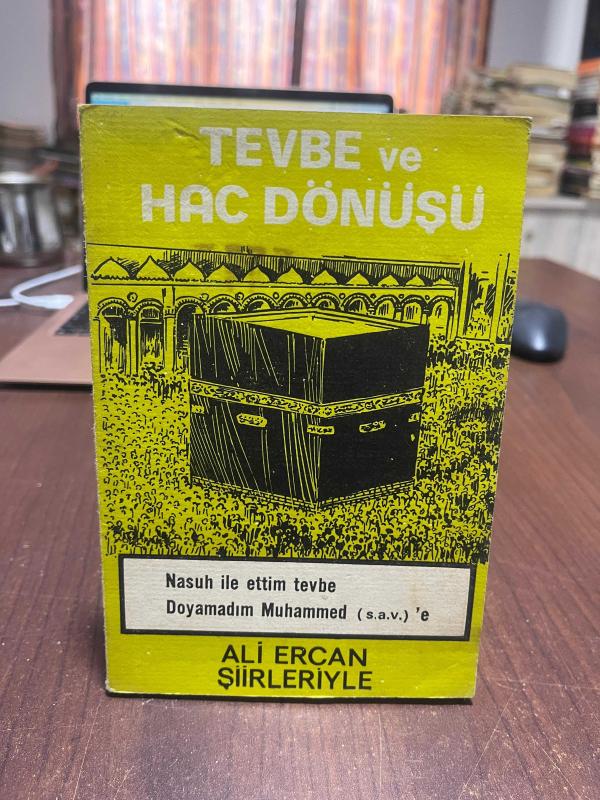 TEVBE ve
HAC DÖNÜŞÜ
Nasuh ile ettim tevbe
Doyamadım Muhammed (s.a.v.) 'e
ALİ ERCAN
ŞİİRLERİYLE